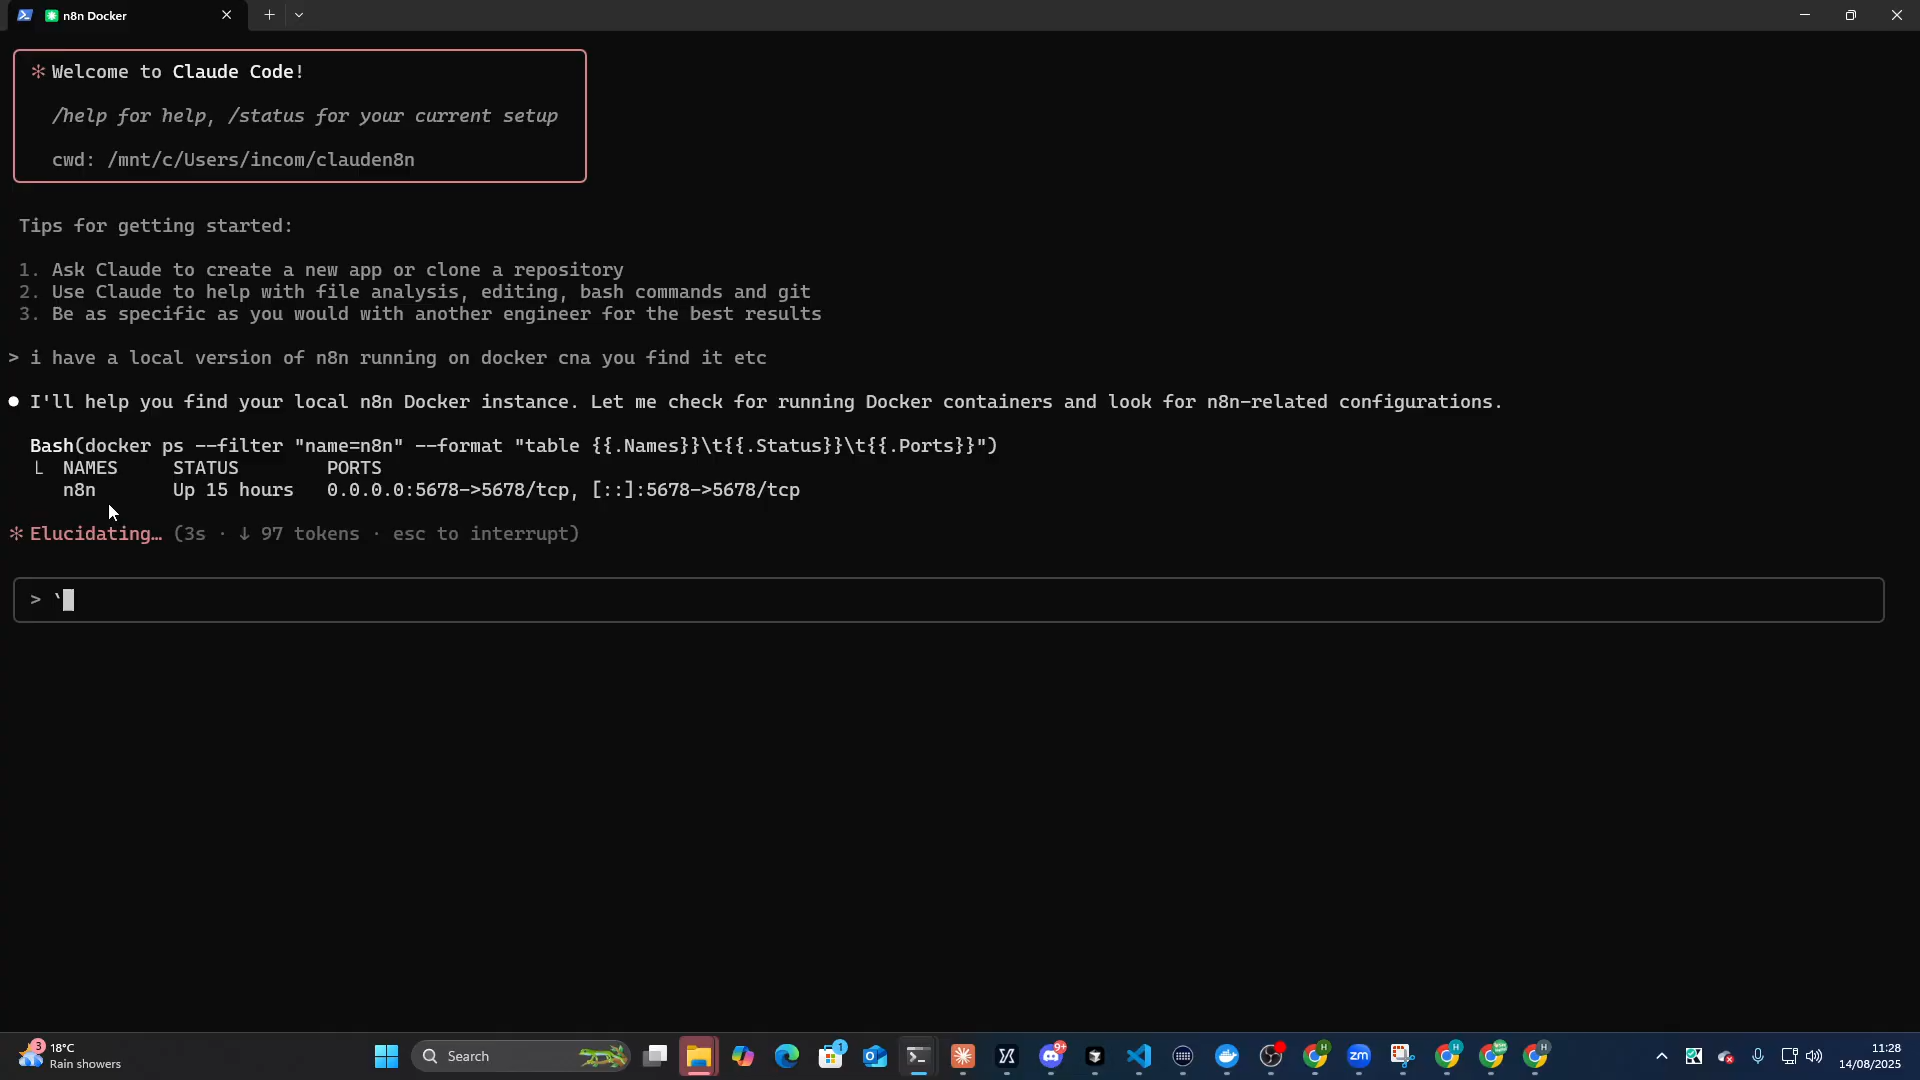 n8n Docker
✻ Welcome to Claude Code!
/help for help, /status for your current setup
cwd: /mnt/c/Users/incom/clauden8n
Tips for getting started:
1. Ask Claude to create a new app or clone a repository
2. Use Claude to help with file analysis, editing, bash commands and git
3. Be as specific as you would with another engineer for the best results
> i have a local version of n8n running on docker cna you find it etc
● I'll help you find your local n8n Docker instance. Let me check for running Docker containers and look for n8n-related configurations.
Bash(docker ps --filter "name=n8n" --format "table {{.Names}}\t{{.Status}}\t{{.Ports}}")
└ NAMES STATUS PORTS
n8n Up 15 hours 0.0.0.0:5678->5678/tcp, [::]:5678->5678/tcp
✻ Elucidating… (3s · ↓ 97 tokens · esc to interrupt)
> `
3
18°C
Rain showers
Search
1
9+
zm
H
H
H
11:28
14/08/2025